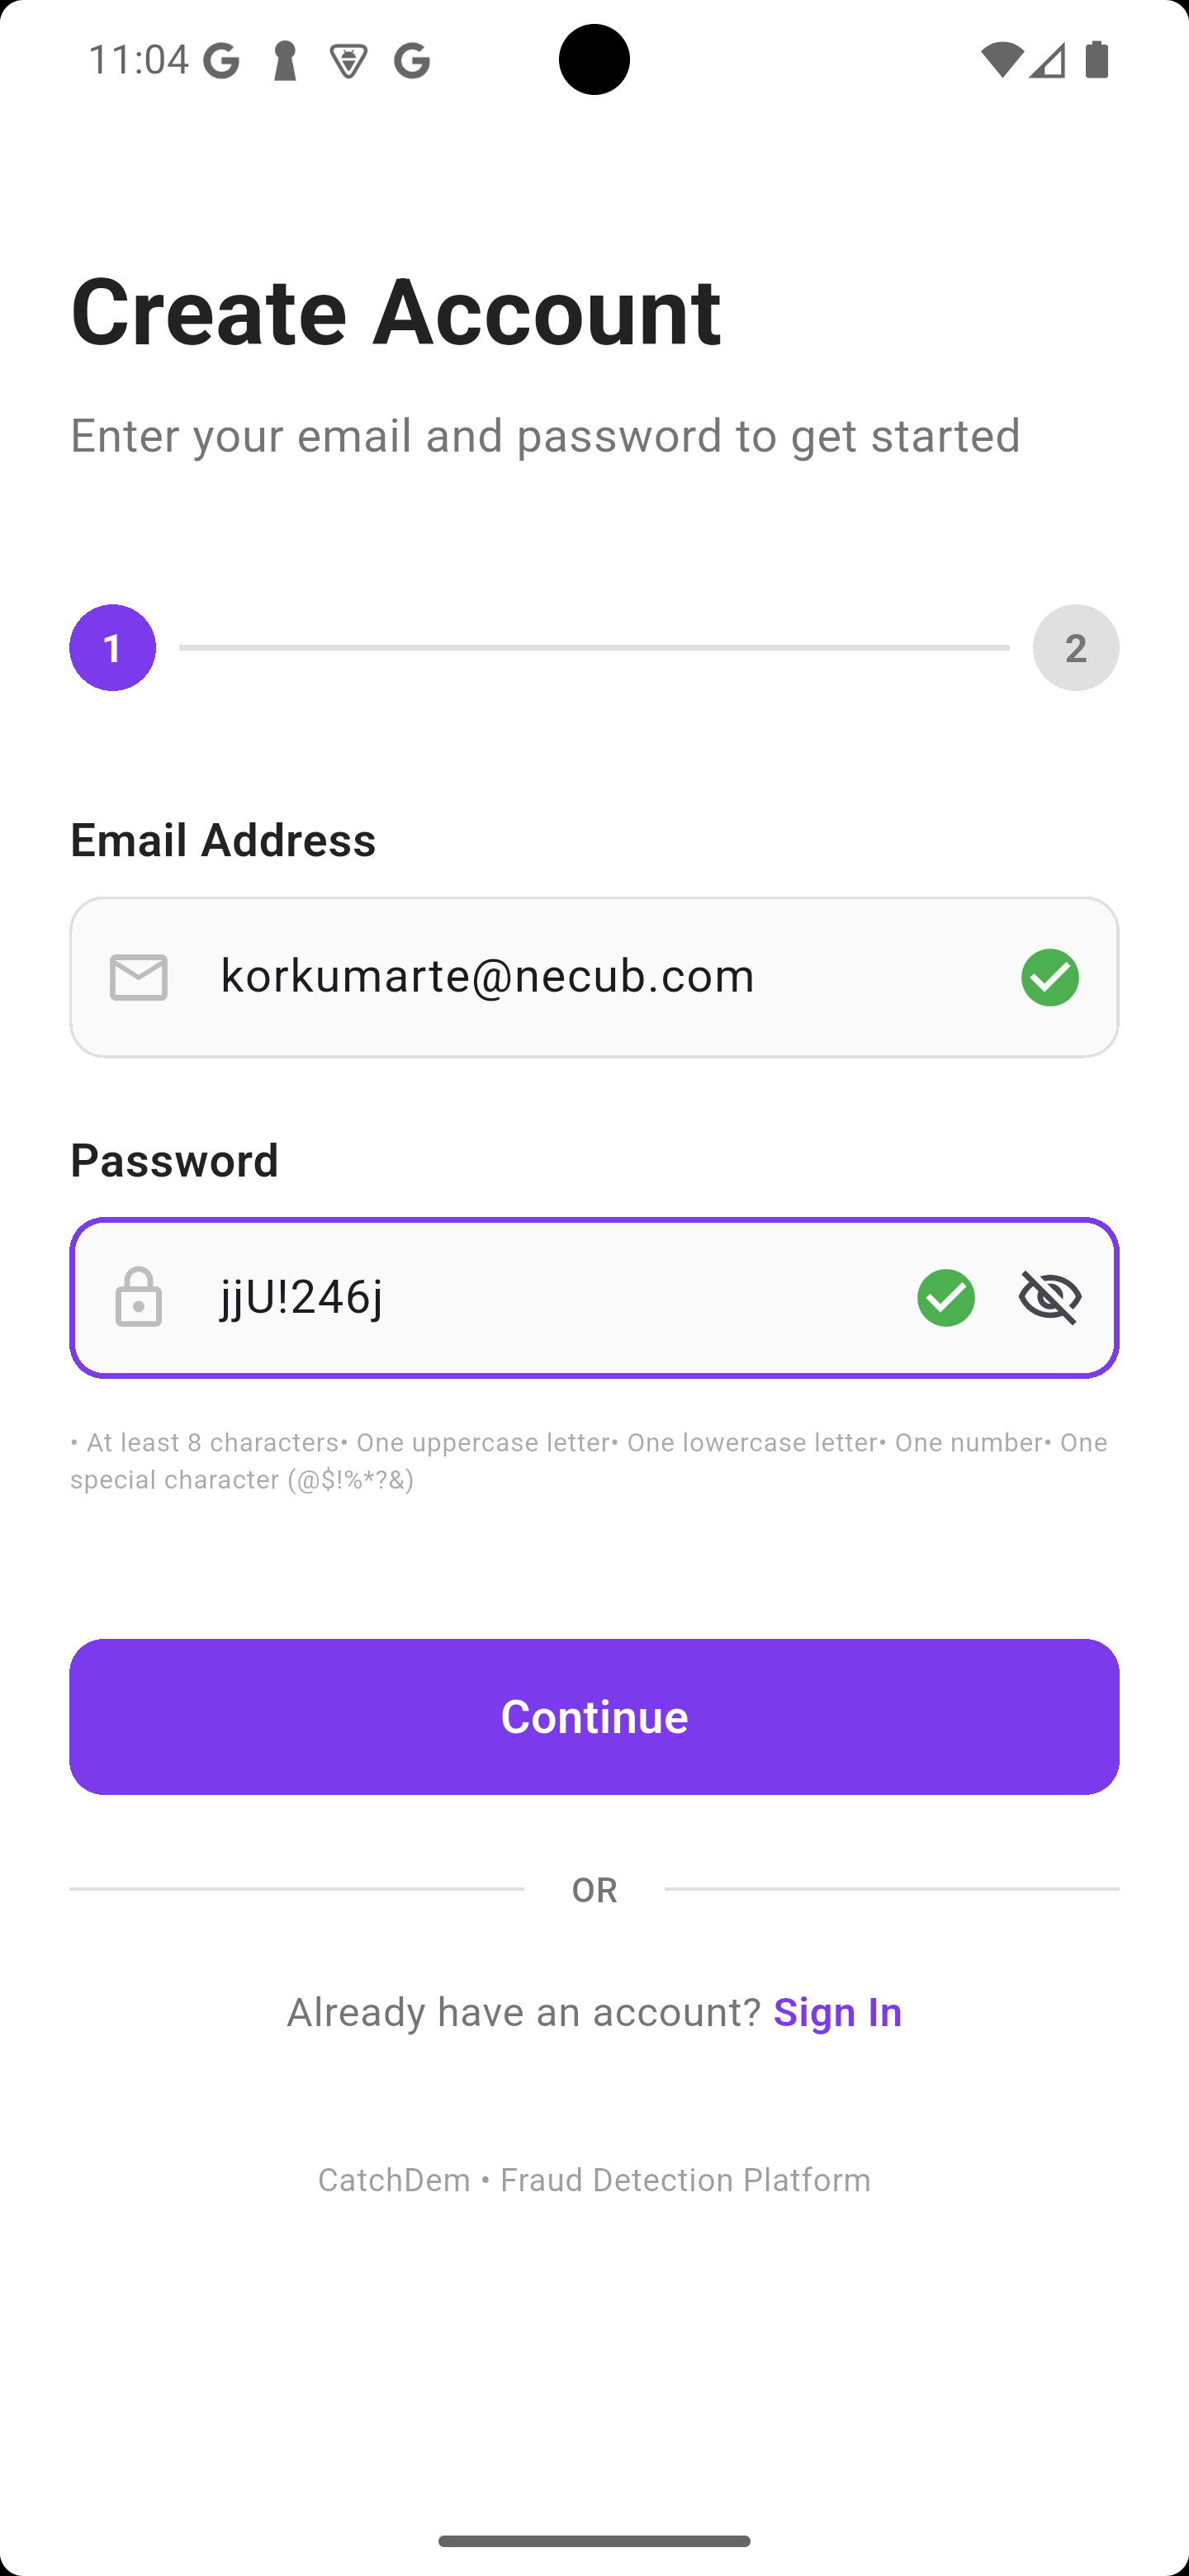 11:04
Create Account
Enter your email and password to get started
1
2
Email Address
korkumarte@necub.com
Password
jjU!246j
• At least 8 characters• One uppercase letter• One lowercase letter• One number• One
special character (@$!%*?&)
Continue
OR
Already have an account? Sign In
CatchDem • Fraud Detection Platform